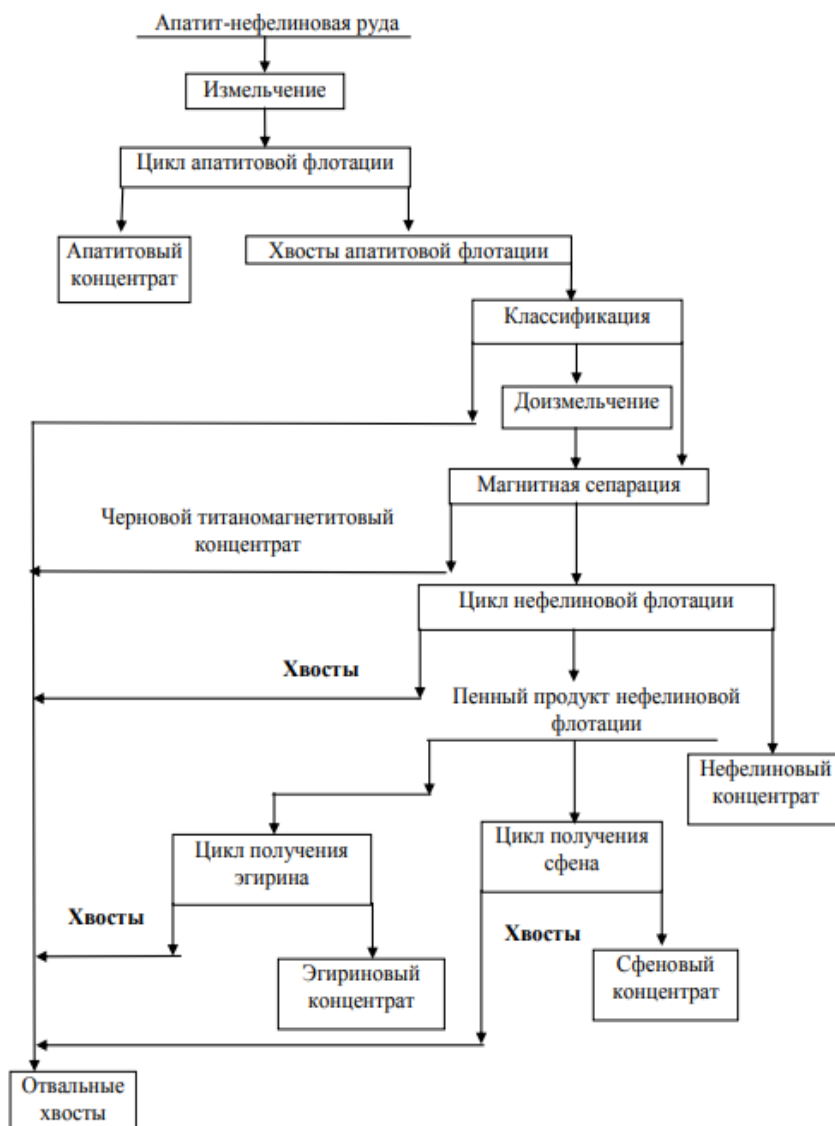 Апатит-нефелиновая руда
Измельчение
Цикл апатитовой флотации
Апатитовый
концентрат
Хвосты апатитовой флотации
Классификация
Доизмельчение
Магнитная сепарация
Черновой титаномагнетитовый
концентрат
Цикл нефелиновой флотации
Хвосты
Пенный продукт нефелиновой
флотации
Нефелиновый
концентрат
Цикл получения
эгирина
Цикл получения
сфена
Хвосты
Хвосты
Эгириновый
концентрат
Сфеновый
концентрат
Отвальные
хвосты